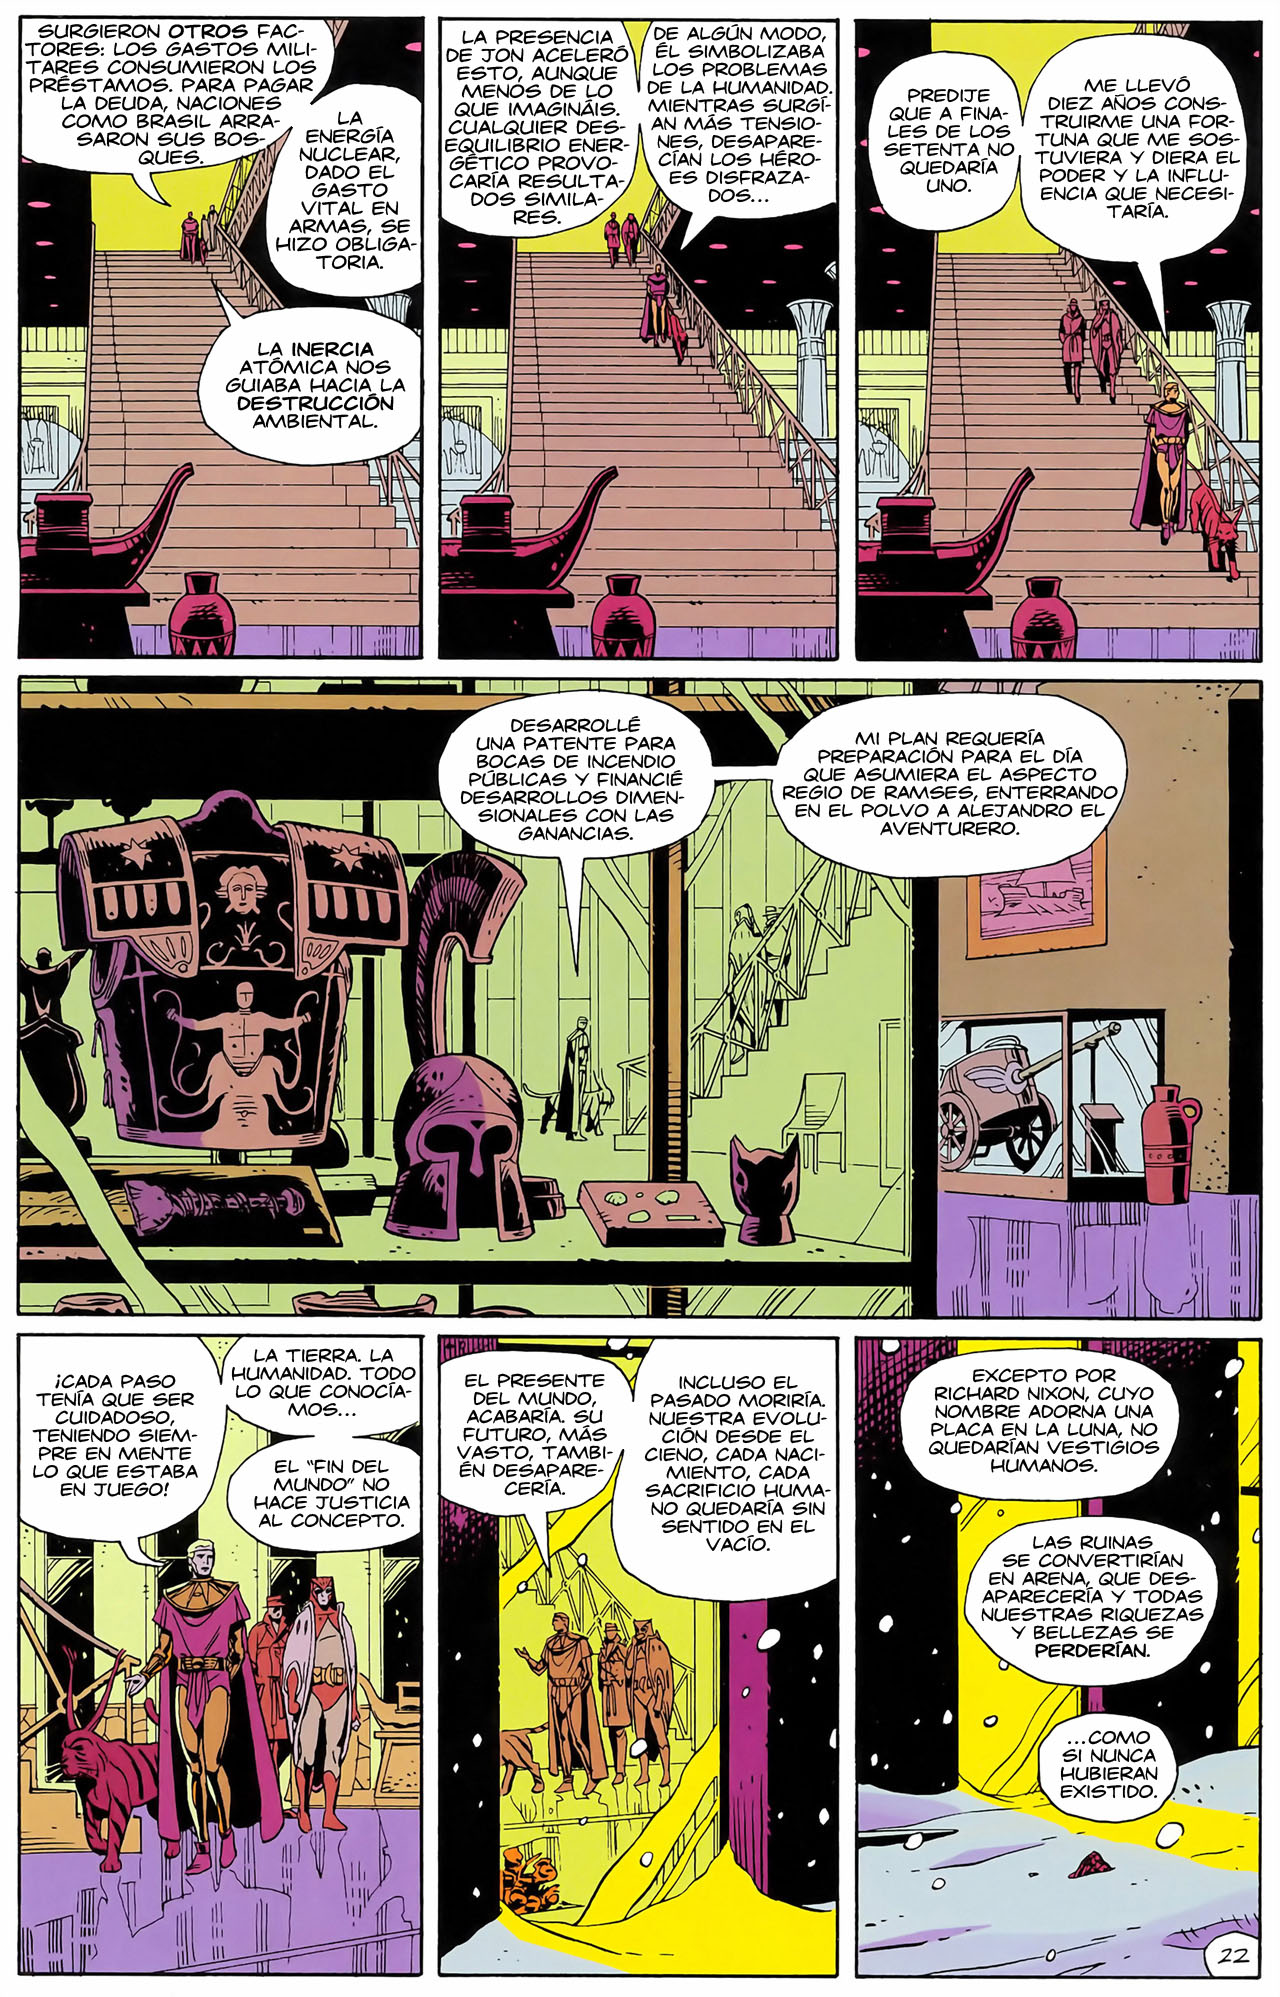 SURGIERON OTROS FAC-
TORES: LOS GASTOS MILI-
TARES CONSUMIERON LOS
PRÉSTAMOS. PARA PAGAR
LA DEUDA, NACIONES
COMO BRASIL ARRA-
SARON SUS BOS-
QUES.
LA
ENERGÍA
NUCLEAR,
DADO EL
GASTO
VITAL EN
ARMAS, SE
HIZO OBLIGA-
TORIA.
LA INERCIA
ATÓMICA NOS
GUIABA HACIA LA
DESTRUCCIÓN
AMBIENTAL.
LA PRESENCIA
DE JON ACELERÓ
ESTO, AUNQUE
MENOS DE LO
QUE IMAGINÁIS.
CUALQUIER DES-
EQUILIBRIO ENER-
GÉTICO PROVO-
CARÍA RESULTA-
DOS SIMILA-
RES.
DE ALGÚN MODO,
ÉL SIMBOLIZABA
LOS PROBLEMAS
DE LA HUMANIDAD.
MIENTRAS SURGÍ-
AN MÁS TENSIO-
NES, DESAPARE-
CÍAN LOS HÉRO-
ES DISFRAZA-
DOS...
PREDIJE
QUE A FINA-
LES DE LOS
SETENTA NO
QUEDARÍA
UNO.
ME LLEVÓ
DIEZ AÑOS CONS-
TRUIRME UNA FOR-
TUNA QUE ME SOS-
TUVIERA Y DIERA EL
PODER Y LA INFLU-
ENCIA QUE NECESI-
TARÍA.
DESARROLLÉ
UNA PATENTE PARA
BOCAS DE INCENDIO
PÚBLICAS Y FINANCIÉ
DESARROLLOS DIMEN-
SIONALES CON LAS
GANANCIAS.
MI PLAN REQUERÍA
PREPARACIÓN PARA EL DÍA
QUE ASUMIERA EL ASPECTO
REGIO DE RAMSES, ENTERRANDO
EN EL POLVO A ALEJANDRO EL
AVENTURERO.
¡CADA PASO
TENÍA QUE SER
CUIDADOSO,
TENIENDO SIEM-
PRE EN MENTE
LO QUE ESTABA
EN JUEGO!
LA TIERRA. LA
HUMANIDAD. TODO
LO QUE CONOCÍA-
MOS...
EL "FIN DEL
MUNDO" NO
HACE JUSTICIA
AL CONCEPTO.
EL PRESENTE
DEL MUNDO,
ACABARÍA. SU
FUTURO, MÁS
VASTO, TAMBI-
ÉN DESAPARE-
CERÍA.
INCLUSO EL
PASADO MORIRÍA.
NUESTRA EVOLU-
CIÓN DESDE EL
CIENO, CADA NACI-
MIENTO, CADA
SACRIFICIO HUMA-
NO QUEDARÍA SIN
SENTIDO EN EL
VACÍO.
EXCEPTO POR
RICHARD NIXON, CUYO
NOMBRE ADORNA UNA
PLACA EN LA LUNA, NO
QUEDARÍAN VESTIGIOS
HUMANOS.
LAS RUINAS
SE CONVERTIRÍAN
EN ARENA, QUE DES-
APARECERÍA Y TODAS
NUESTRAS RIQUEZAS
Y BELLEZAS SE
PERDERÍAN.
...COMO
SI NUNCA
HUBIERAN
EXISTIDO.
22